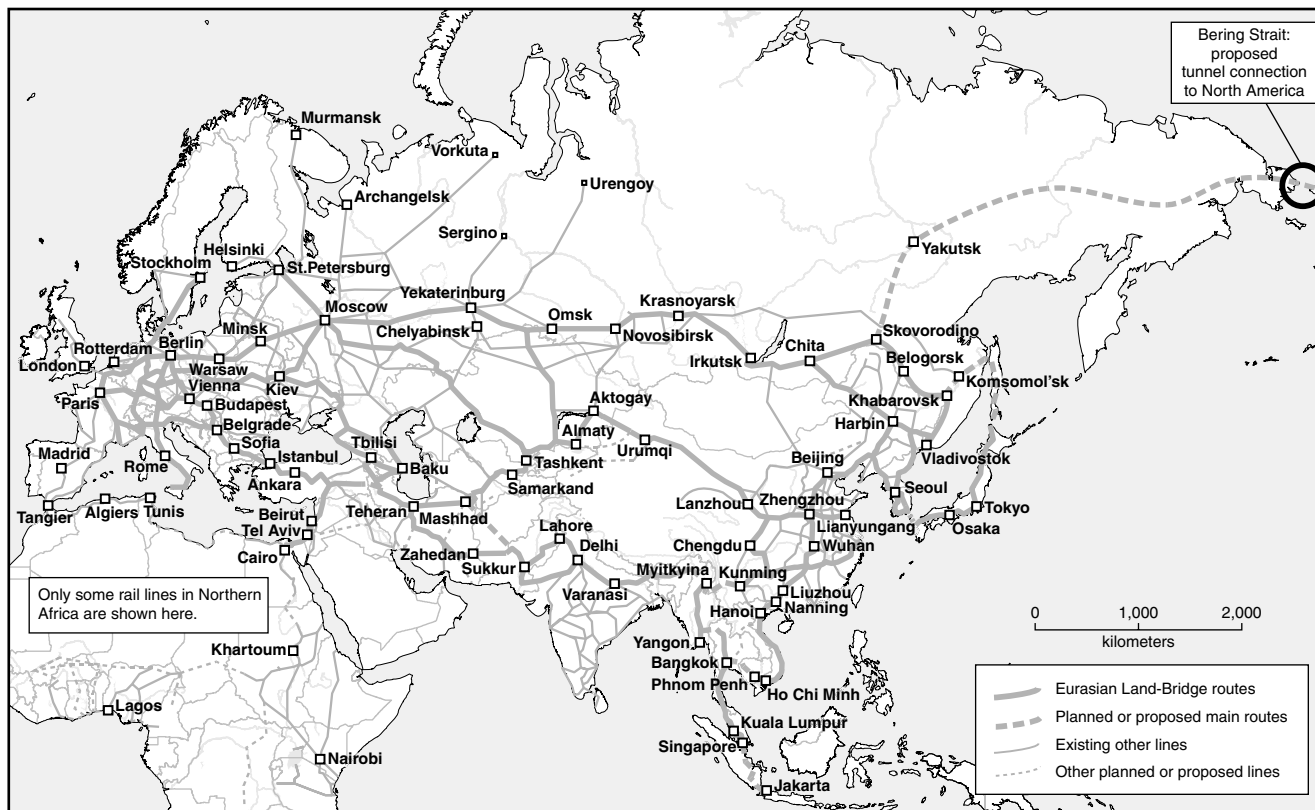 Bering Strait:
proposed
tunnel connection
to North America
Murmansk
Vorkuta
Urengoy
Archangelsk
Sergino
Yakutsk
Helsinki
Stockholm
St.Petersburg
Yekaterinburg
Krasnoyarsk
Moscow
Omsk
Chelyabinsk
Novosibirsk
Skovorodino
Minsk
Berlin
Rotterdam
London
Irkutsk
Chita
Belogorsk
Warsaw
Vienna
Kiev
Komsomol'sk
Paris
Budapest
Aktogay
Khabarovsk
Belgrade
Almaty
Harbin
Sofia
Tbilisi
Urumqi
Madrid
Rome
Istanbul
Baku
Tashkent
Beijing
Vladivostok
Ankara
Samarkand
Seoul
Tangier
Algiers
Tunis
Beirut
Teheran
Mashhad
Lanzhou
Zhengzhou
Tokyo
Tel Aviv
Lahore
Lianyungang
Osaka
Cairo
Zahedan
Delhi
Chengdu
Wuhan
Sukkur
Myitkyina
Kunming
Varanasi
Liuzhou
Nanning
Hanoi
Only some rail lines in Northern
Africa are shown here.
0 1,000 2,000
kilometers
Khartoum
Yangon
Bangkok
Phnom Penh
Ho Chi Minh
Lagos
Kuala Lumpur
Singapore
Nairobi
Jakarta
Eurasian Land-Bridge routes
Planned or proposed main routes
Existing other lines
Other planned or proposed lines